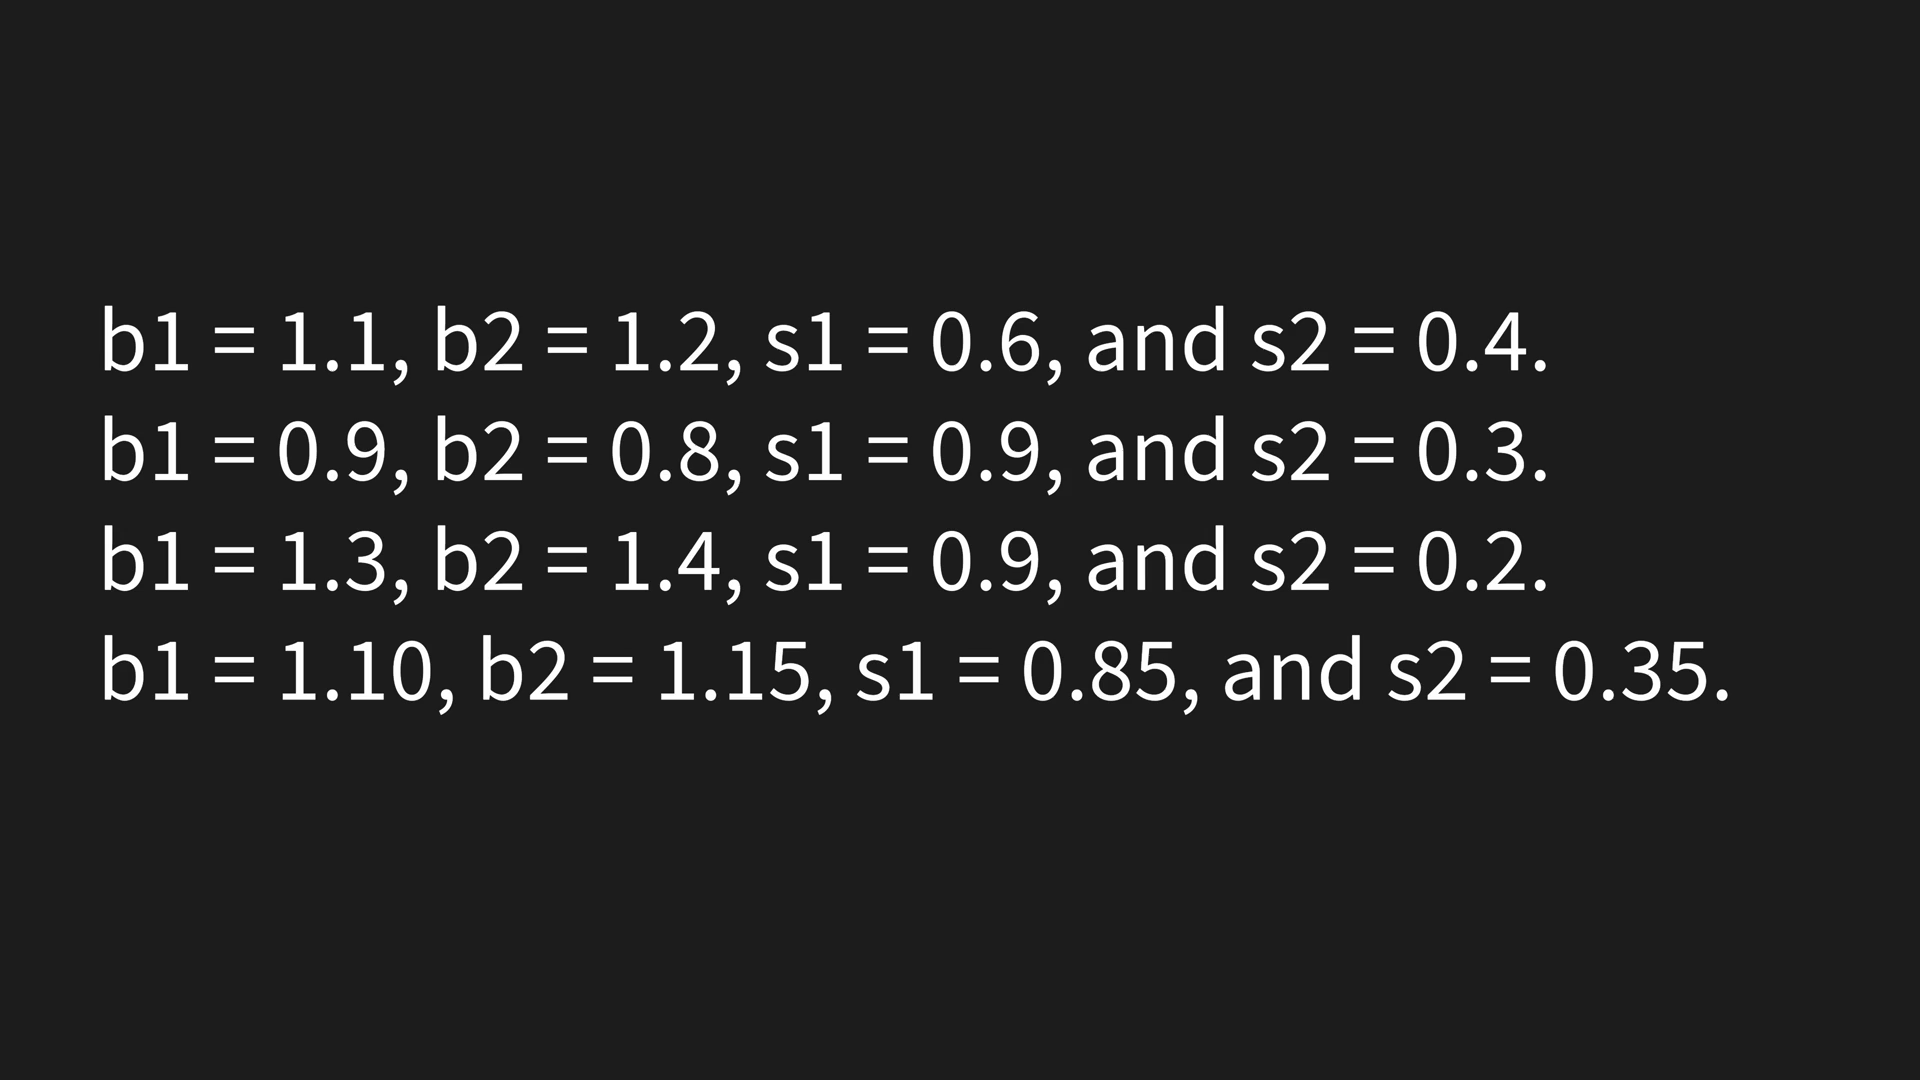 b1 = 1.1, b2 = 1.2, s1 = 0.6, and s2 = 0.4.
b1 = 0.9, b2 = 0.8, s1 = 0.9, and s2 = 0.3.
b1 = 1.3, b2 = 1.4, s1 = 0.9, and s2 = 0.2.
b1 = 1.10, b2 = 1.15, s1 = 0.85, and s2 = 0.35.